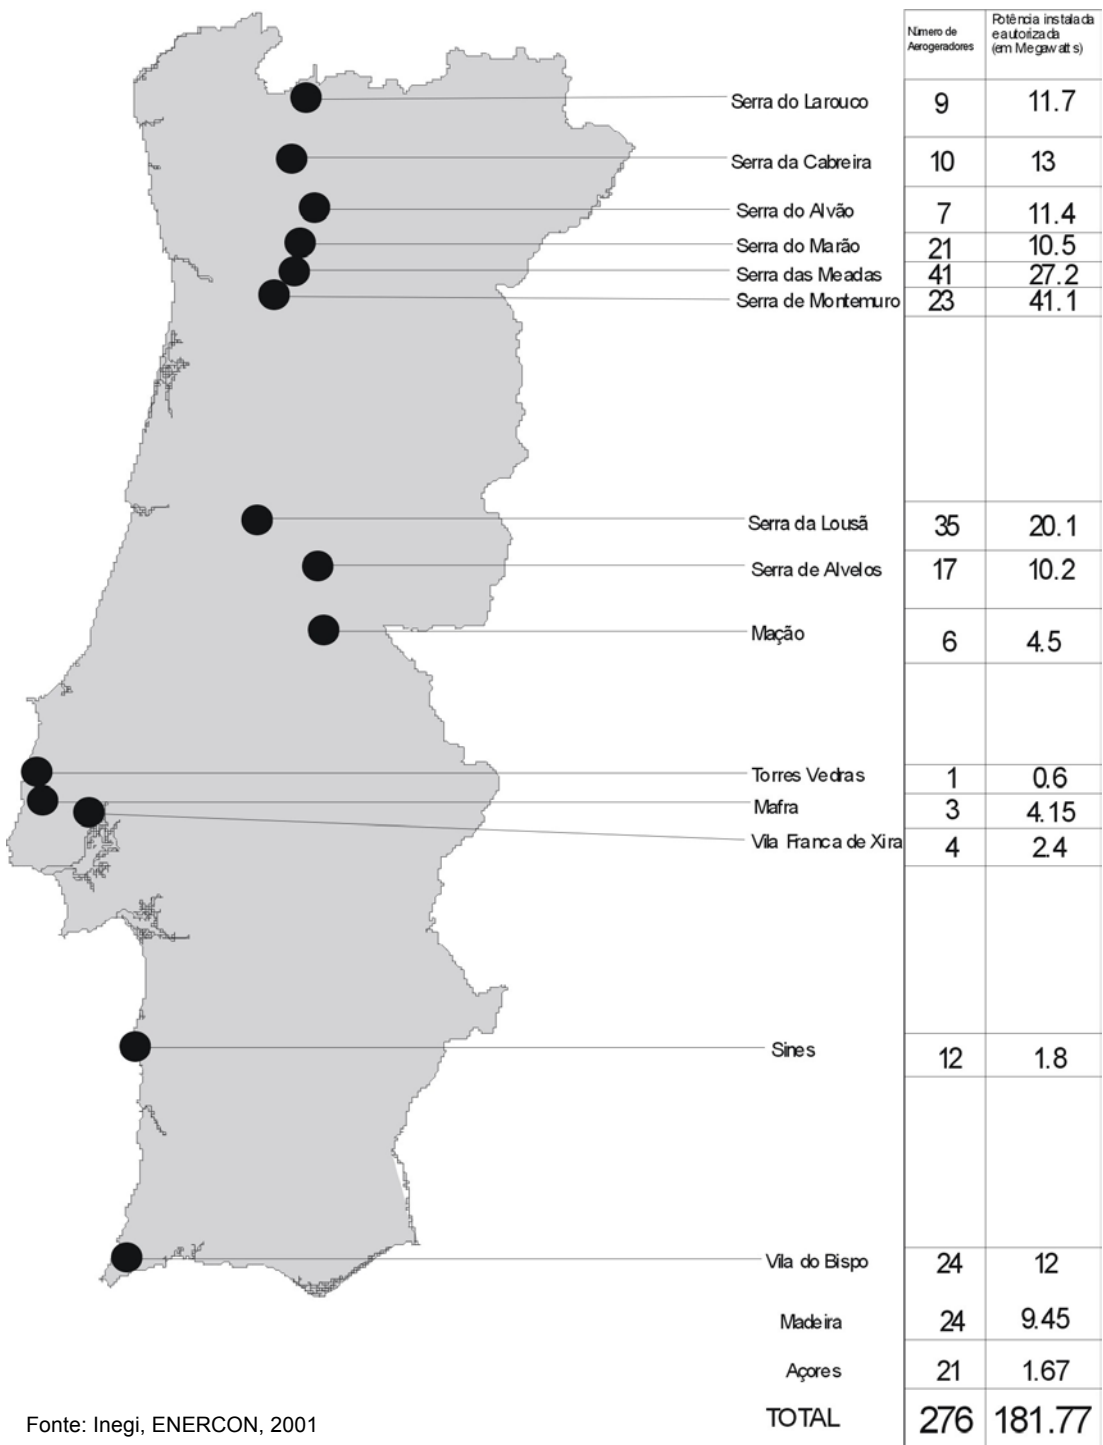 Número de Aerogeradores
Potência instalada e autorizada (em Megawatts)
Serra do Larouco 9 11.7
Serra da Cabreira 10 13
Serra do Alvão 7 11.4
Serra do Marão 21 10.5
Serra das Meadas 41 27.2
Serra de Montemuro 23 41.1
Serra da Lousã 35 20.1
Serra de Alvelos 17 10.2
Mação 6 4.5
Torres Vedras 1 0.6
Mafra 3 4.15
Vila Franca de Xira 4 2.4
Sines 12 1.8
Vila do Bispo 24 12
Madeira 24 9.45
Açores 21 1.67
TOTAL 276 181.77
Fonte: Inegi, ENERCON, 2001